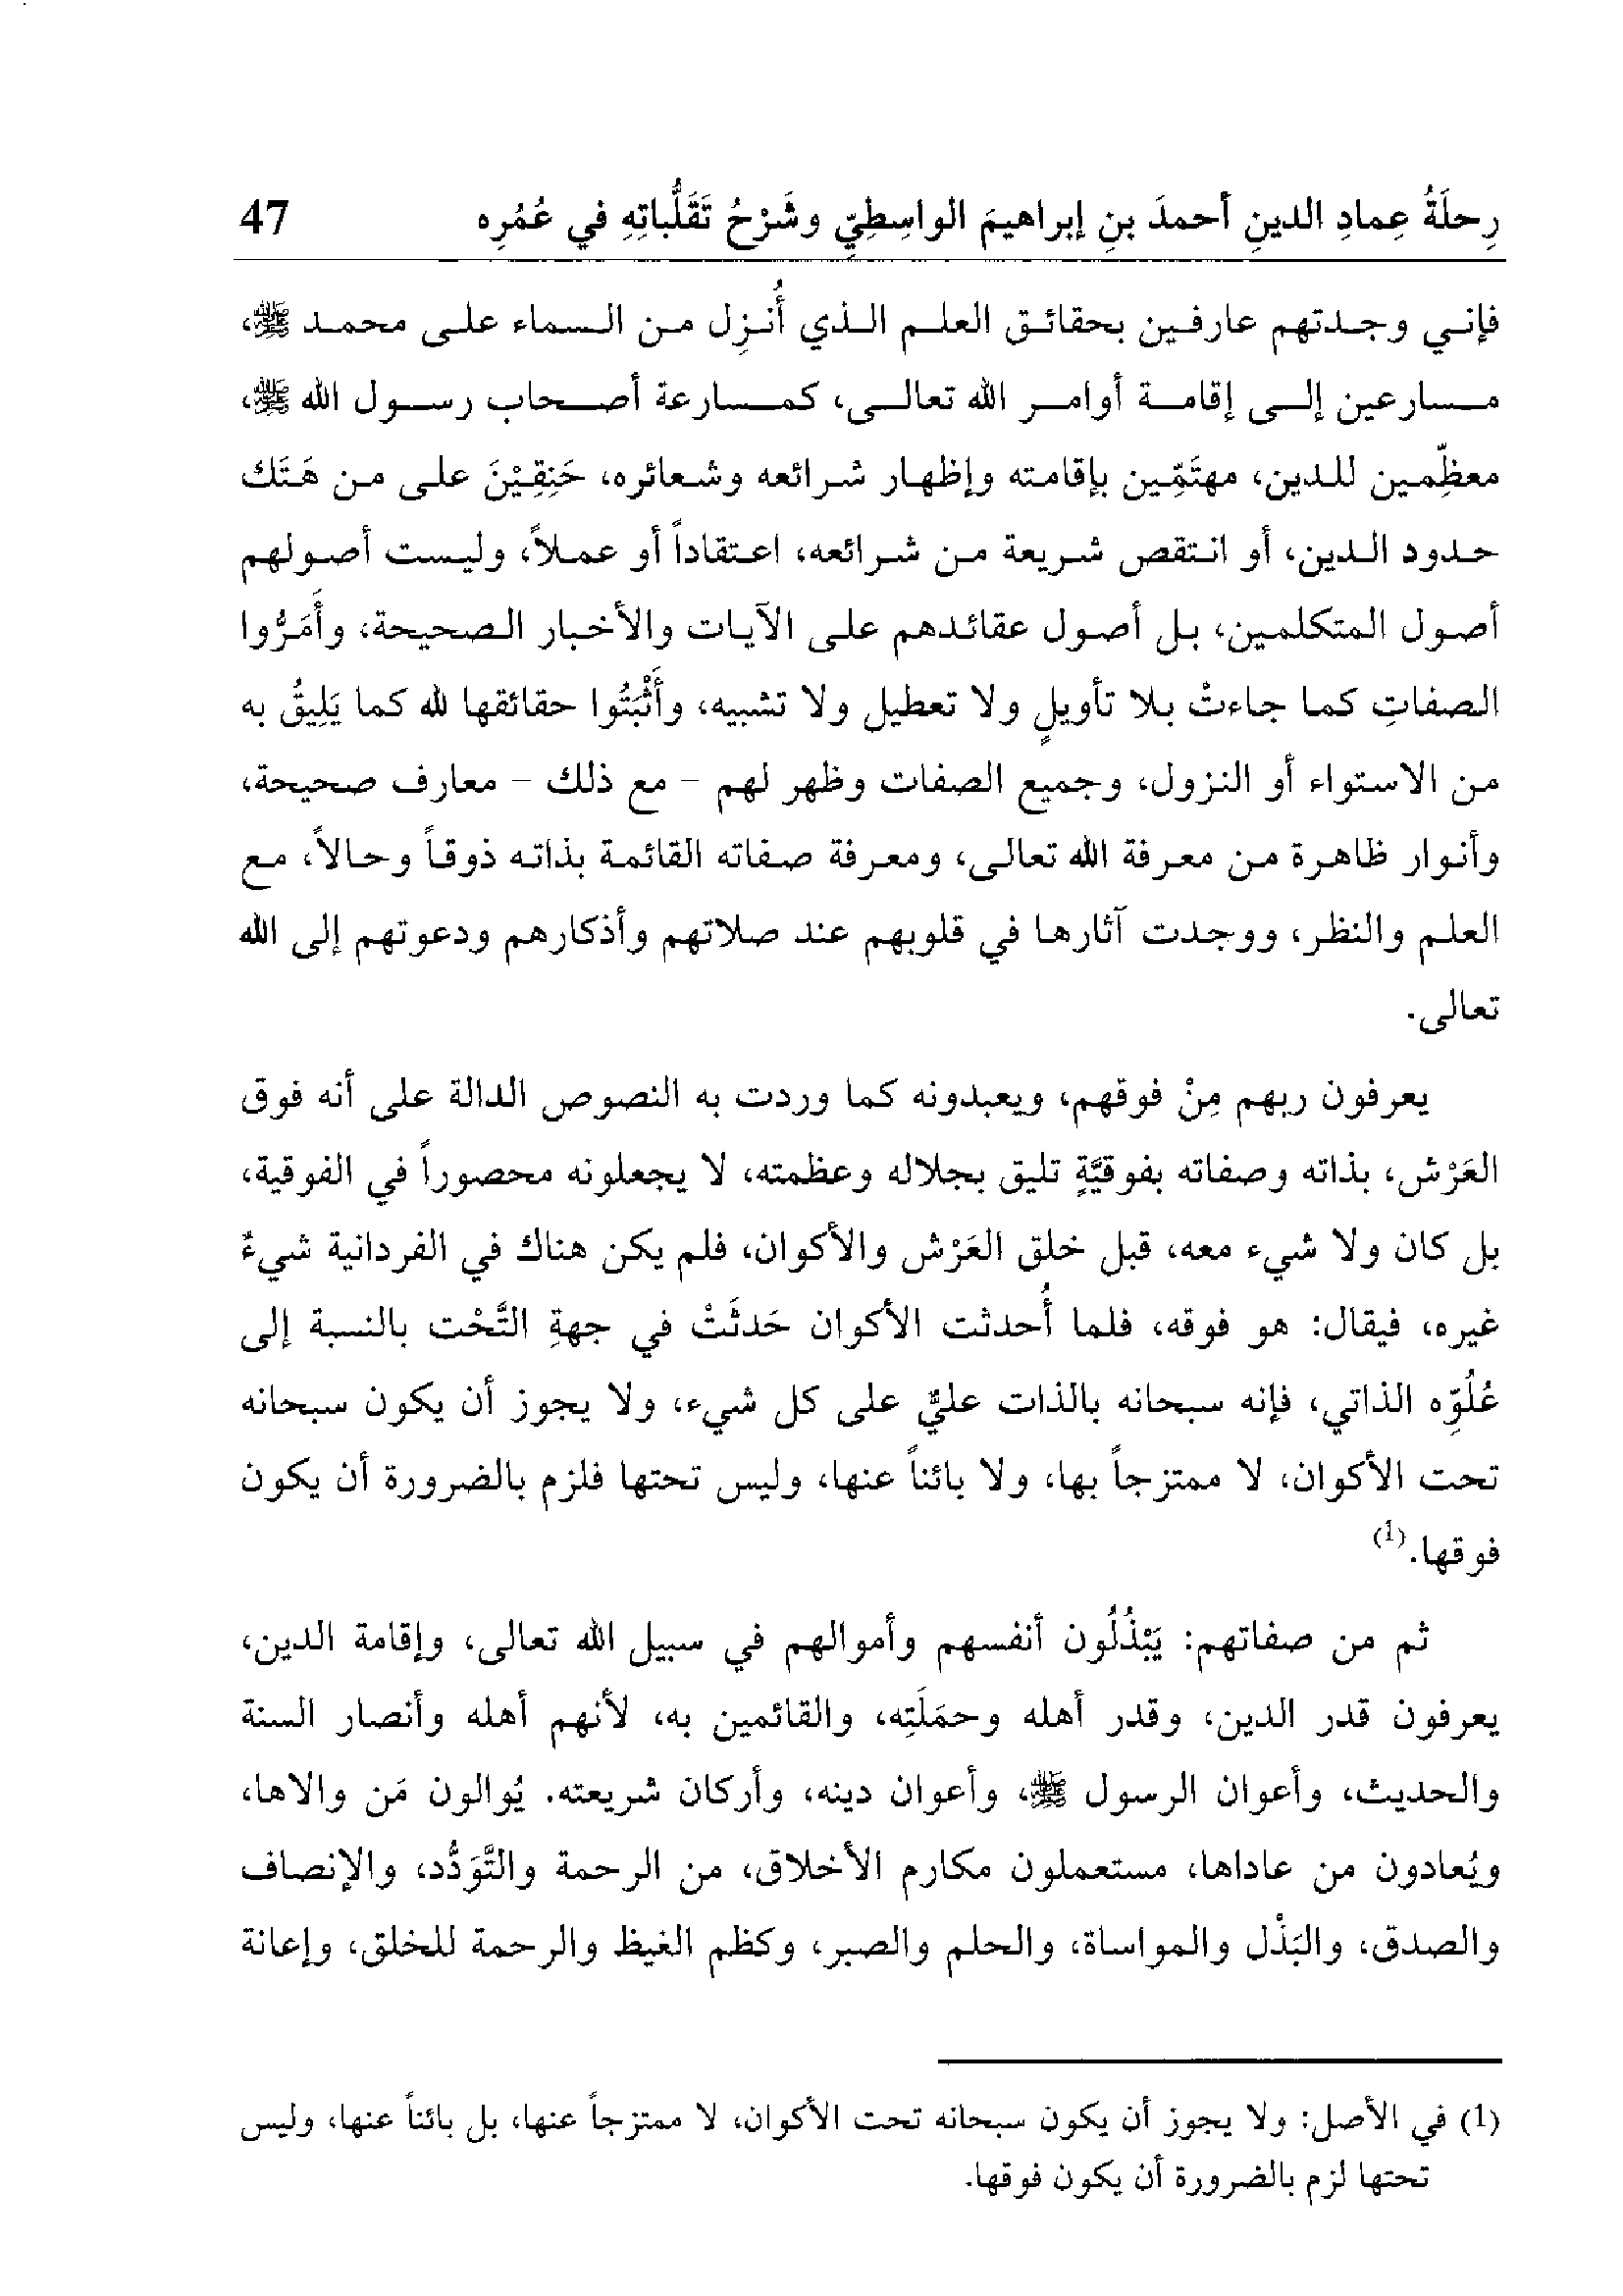 رِحلَةُ عِمادِ الدينِ أحمدَ بنِ إبراهيمَ الواسِطِيِّ وشَرْحُ تَقَلُّباتِهِ في عُمُرِه 47
فإني وجدتهم عارفين بحقائق العلم الذي أُنزِل من السماء على محمد ﷺ،
مسارعين إلى إقامة أوامر الله تعالى، كمسارعة أصحاب رسول الله ﷺ،
معظِّمين للدين، مهتَمِّين بإقامته وإظهار شرائعه وشعائره، حَنِقِيْنَ على من هَتَك
حدود الدين، أو انتقص شريعة من شرائعه، اعتقاداً أو عملاً، وليست أصولهم
أصول المتكلمين، بل أصول عقائدهم على الآيات والأخبار الصحيحة، وأَمَرُّوا
الصفاتِ كما جاءتْ بلا تأويلٍ ولا تعطيل ولا تشبيه، وأَثْبَتُوا حقائقها لله كما يَلِيقُ به
من الاستواء أو النزول، وجميع الصفات وظهر لهم – مع ذلك – معارف صحيحة،
وأنوار ظاهرة من معرفة الله تعالى، ومعرفة صفاته القائمة بذاته ذوقاً وحالاً، مع
العلم والنظر، ووجدت آثارها في قلوبهم عند صلاتهم وأذكارهم ودعوتهم إلى الله
تعالى.
يعرفون ربهم مِنْ فوقهم، ويعبدونه كما وردت به النصوص الدالة على أنه فوق
العَرْش، بذاته وصفاته بفوقيَّةٍ تليق بجلاله وعظمته، لا يجعلونه محصوراً في الفوقية،
بل كان ولا شيء معه، قبل خلق العَرْش والأكوان، فلم يكن هناك في الفردانية شيءٌ
غيره، فيقال: هو فوقه، فلما أُحدثت الأكوان حَدثَتْ في جهةِ التَّحْت بالنسبة إلى
عُلُوِّه الذاتي، فإنه سبحانه بالذات عليٌّ على كل شيء، ولا يجوز أن يكون سبحانه
تحت الأكوان، لا ممتزجاً بها، ولا بائناً عنها، وليس تحتها فلزم بالضرورة أن يكون
فوقها.(1)
ثم من صفاتهم: يَبْذُلُون أنفسهم وأموالهم في سبيل الله تعالى، وإقامة الدين،
يعرفون قدر الدين، وقدر أهله وحمَلَتِه، والقائمين به، لأنهم أهله وأنصار السنة
والحديث، وأعوان الرسول ﷺ، وأعوان دينه، وأركان شريعته. يُوالون مَن والاها،
ويُعادون من عاداها، مستعملون مكارم الأخلاق، من الرحمة والتَّوَدُّد، والإنصاف
والصدق، والبَذْل والمواساة، والحلم والصبر، وكظم الغيظ والرحمة للخلق، وإعانة
(1) في الأصل: ولا يجوز أن يكون سبحانه تحت الأكوان، لا ممتزجاً عنها، بل بائناً عنها، وليس
تحتها لزم بالضرورة أن يكون فوقها.